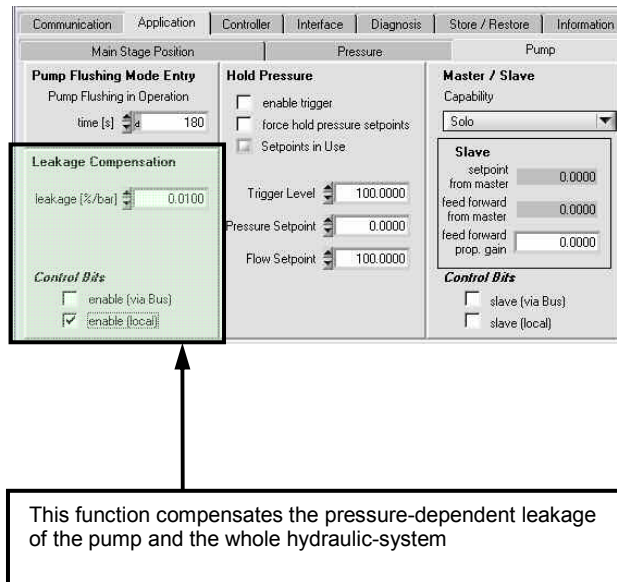 Communication Application Controller Interface Diagnosis Store / Restore Information
Main Stage Position Pressure Pump
Pump Flushing Mode Entry
Pump Flushing in Operation
time [s] d 180
Leakage Compensation
leakage [%/bar] 0.0100
Control Bits
enable (via Bus)
enable (local)
Hold Pressure
enable trigger
force hold pressure setpoints
Setpoints in Use
Trigger Level 100.0000
Pressure Setpoint 0.0000
Flow Setpoint 100.0000
Master / Slave
Capability
Solo
Slave
setpoint
from master 0.0000
feed forward
from master 0.0000
feed forward
prop. gain 0.0000
Control Bits
slave (via Bus)
slave (local)
This function compensates the pressure-dependent leakage
of the pump and the whole hydraulic-system